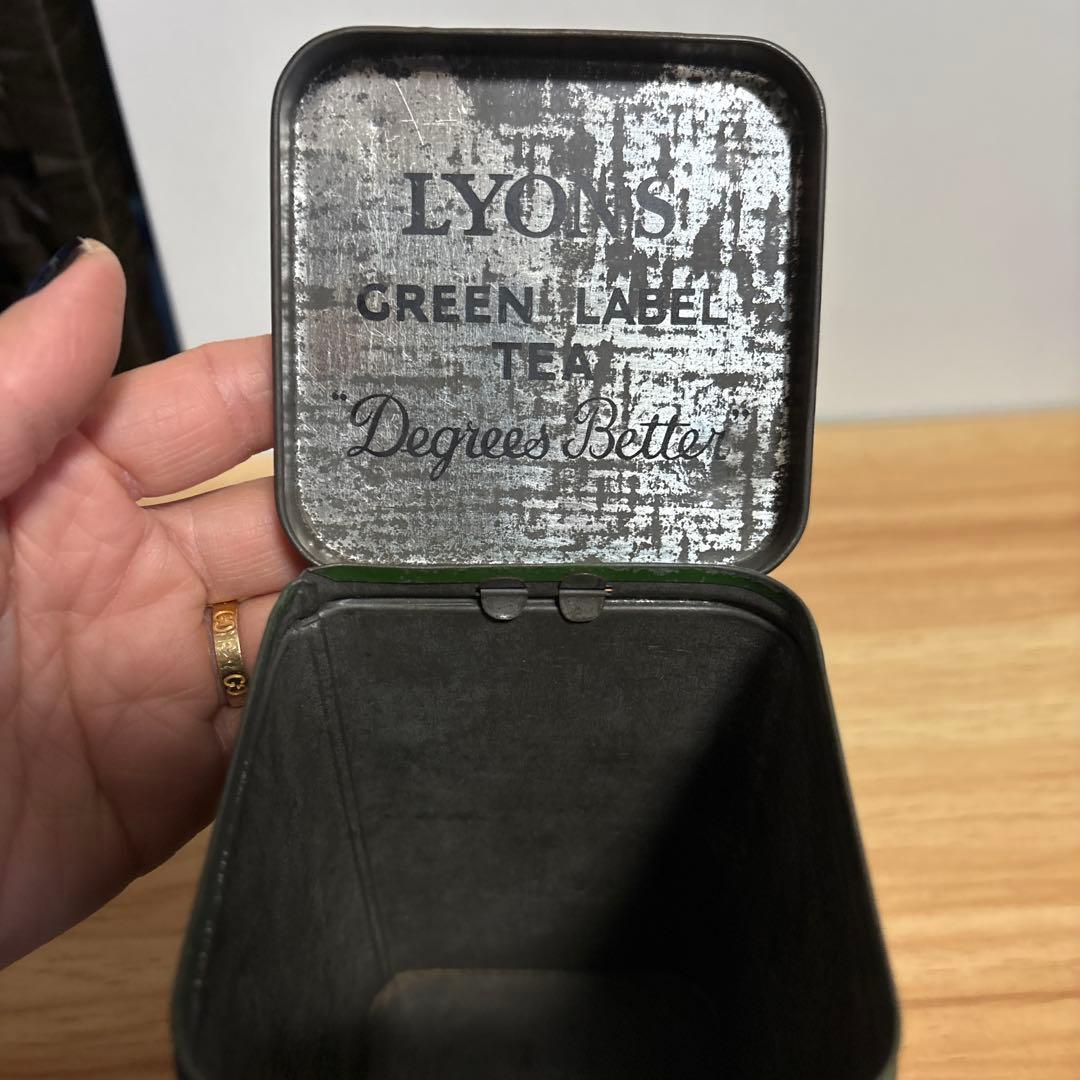 LYONS
GREEN LABEL
TEA
"Degrees Better"